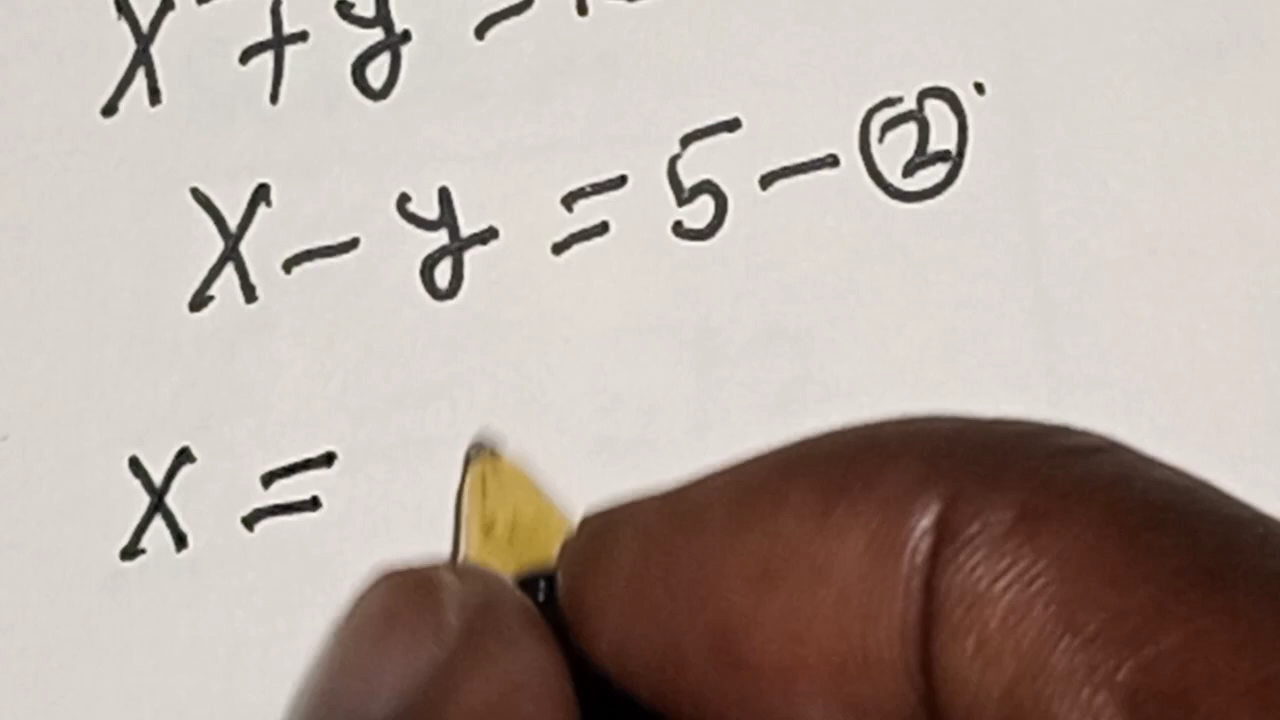 x + y =
x - y = 5 - ②
x =